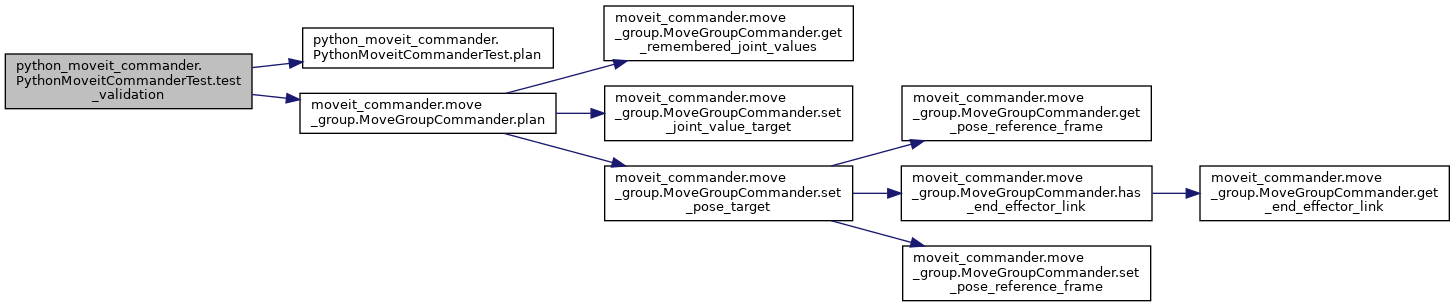 python_moveit_commander.
PythonMoveitCommanderTest.test
_validation
python_moveit_commander.
PythonMoveitCommanderTest.plan
moveit_commander.move
_group.MoveGroupCommander.plan
moveit_commander.move
_group.MoveGroupCommander.get
_remembered_joint_values
moveit_commander.move
_group.MoveGroupCommander.set
_joint_value_target
moveit_commander.move
_group.MoveGroupCommander.set
_pose_target
moveit_commander.move
_group.MoveGroupCommander.get
_pose_reference_frame
moveit_commander.move
_group.MoveGroupCommander.has
_end_effector_link
moveit_commander.move
_group.MoveGroupCommander.get
_end_effector_link
moveit_commander.move
_group.MoveGroupCommander.set
_pose_reference_frame